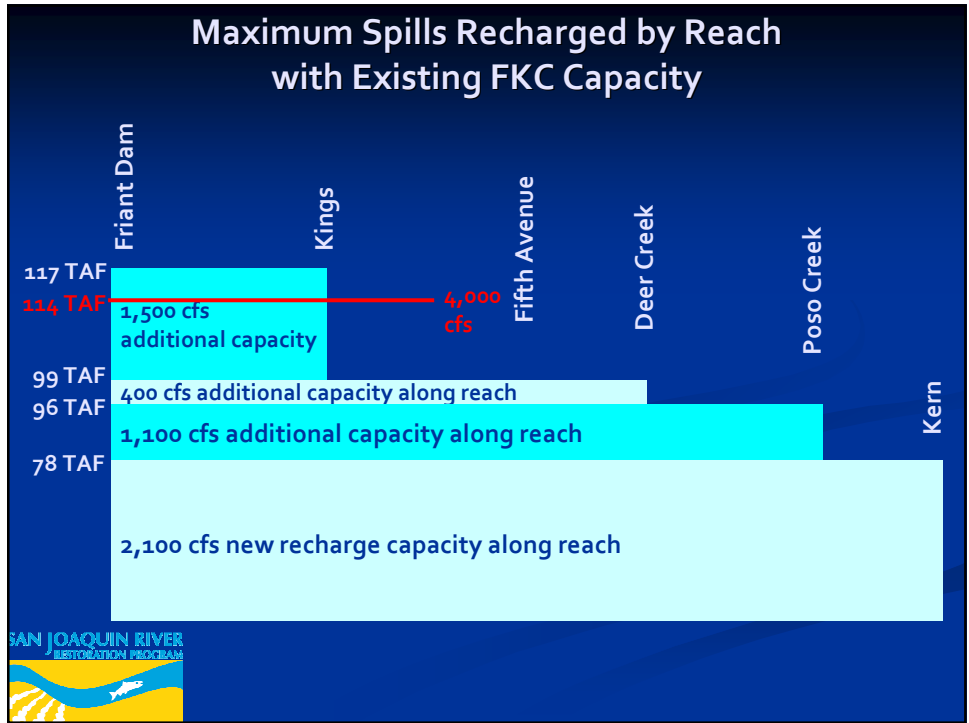 Maximum Spills Recharged by Reach
with Existing FKC Capacity
Friant Dam
Kings
Fifth Avenue
Deer Creek
Poso Creek
Kern
117 TAF
114 TAF
4,000
cfs
1,500 cfs
additional capacity
99 TAF
400 cfs additional capacity along reach
96 TAF
1,100 cfs additional capacity along reach
78 TAF
2,100 cfs new recharge capacity along reach
SAN JOAQUIN RIVER
RESTORATION PROGRAM